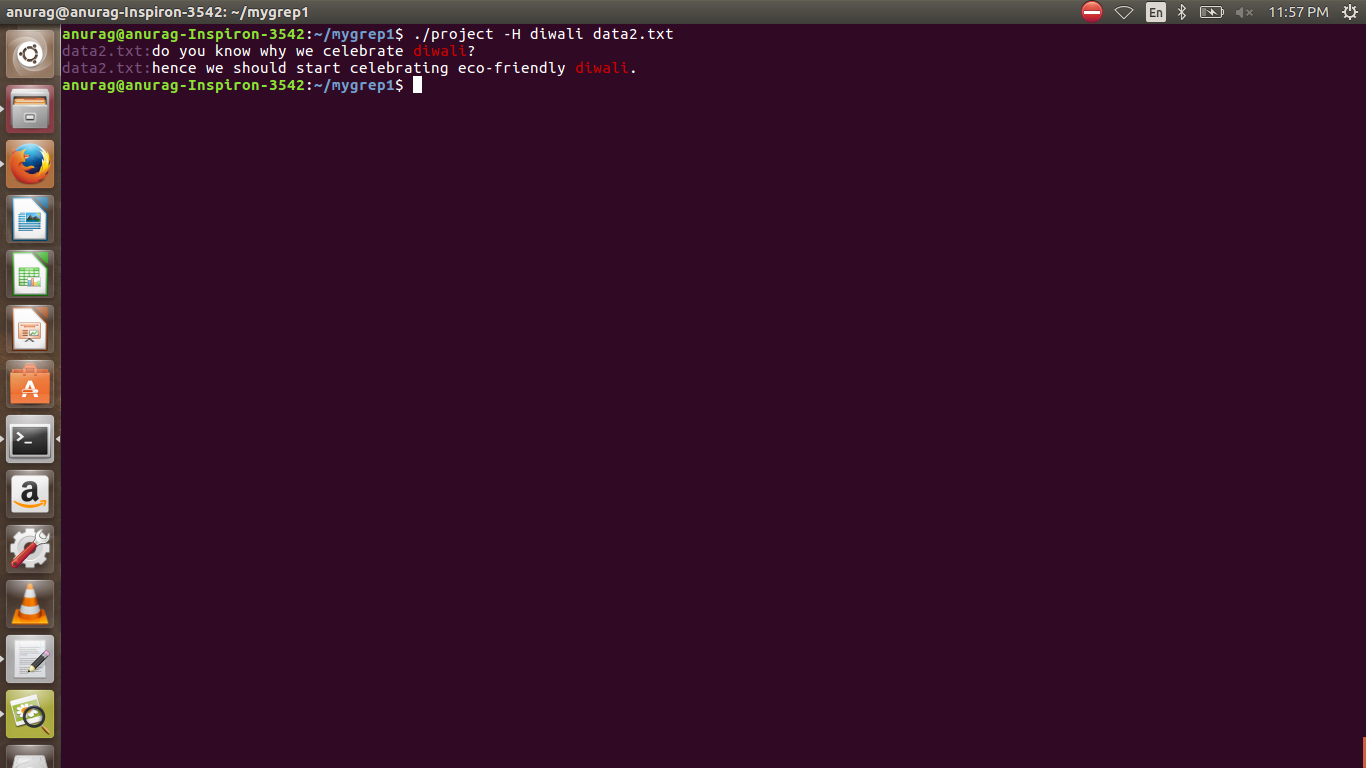 anurag@anurag-Inspiron-3542: ~/mygrep1
En
11:57 PM
anurag@anurag-Inspiron-3542:~/mygrep1$ ./project -H diwali data2.txt
data2.txt:do you know why we celebrate diwali?
data2.txt:hence we should start celebrating eco-friendly diwali.
anurag@anurag-Inspiron-3542:~/mygrep1$